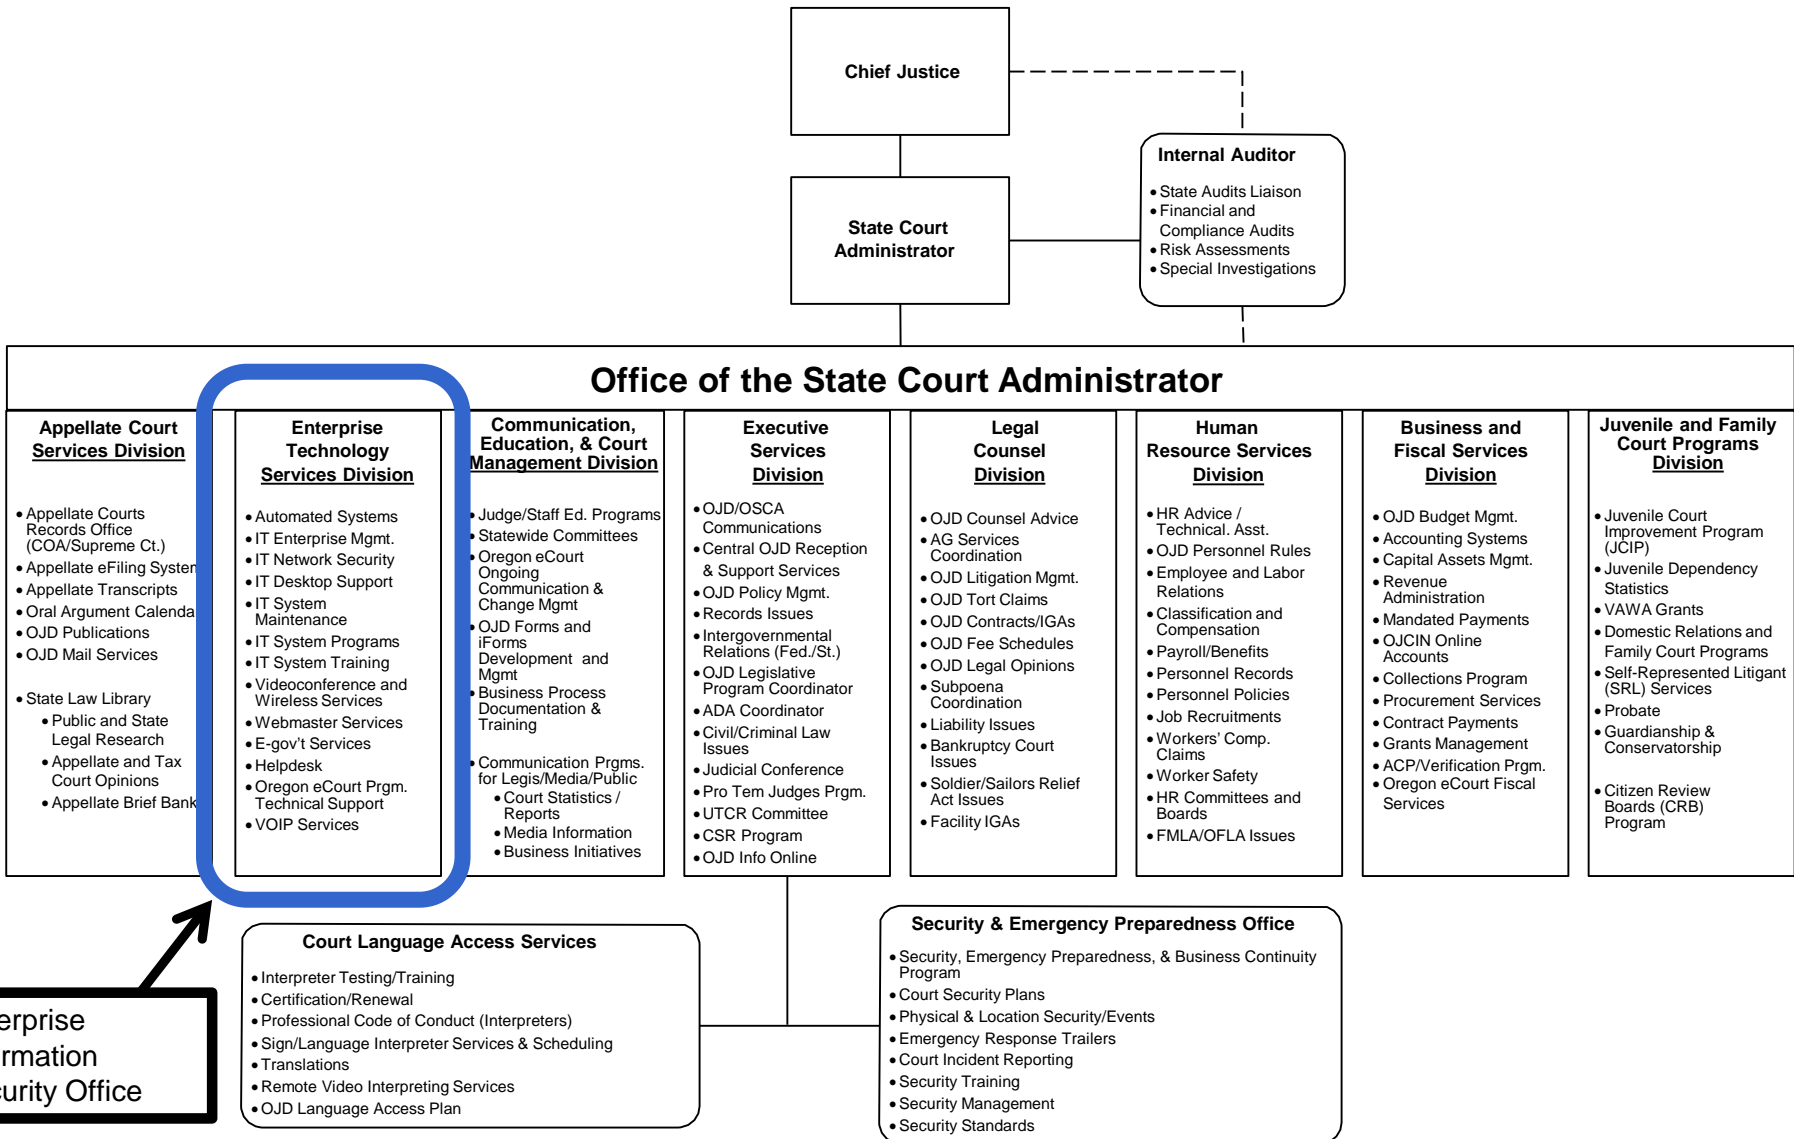 Chief Justice
Internal Auditor
• State Audits Liaison
• Financial and
Compliance Audits
• Risk Assessments
• Special Investigations
State Court
Administrator
Office of the State Court Administrator
Appellate Court
Services Division
• Appellate Courts
Records Office
(COA/Supreme Ct.)
• Appellate eFiling System
• Appellate Transcripts
• Oral Argument Calenda
• OJD Publications
• OJD Mail Services
• State Law Library
• Public and State
Legal Research
• Appellate and Tax
Court Opinions
• Appellate Brief Bank
Enterprise
Technology
Services Division
• Automated Systems
• IT Enterprise Mgmt.
• IT Network Security
• IT Desktop Support
• IT System
Maintenance
• IT System Programs
• IT System Training
• Videoconference and
Wireless Services
• Webmaster Services
• E-gov't Services
• Helpdesk
• Oregon eCourt Prgm.
Technical Support
• VOIP Services
Communication,
Education, & Court
Management Division
• Judge/Staff Ed. Programs
• Statewide Committees
• Oregon eCourt
Ongoing
Communication &
Change Mgmt
• OJD Forms and
iForms
Development and
Mgmt
• Business Process
Documentation &
Training
• Communication Prgms.
for Legis/Media/Public
• Court Statistics /
Reports
• Media Information
• Business Initiatives
Executive
Services
Division
• OJD/OSCA
Communications
• Central OJD Reception
& Support Services
• OJD Policy Mgmt.
• Records Issues
• Intergovernmental
Relations (Fed./St.)
• OJD Legislative
Program Coordinator
• ADA Coordinator
• Civil/Criminal Law
Issues
• Judicial Conference
• Pro Tem Judges Prgm.
• UTCR Committee
• CSR Program
• OJD Info Online
Legal
Counsel
Division
• OJD Counsel Advice
• AG Services
Coordination
• OJD Litigation Mgmt.
• OJD Tort Claims
• OJD Contracts/IGAs
• OJD Fee Schedules
• OJD Legal Opinions
• Subpoena
Coordination
• Liability Issues
• Bankruptcy Court
Issues
• Soldier/Sailors Relief
Act Issues
• Facility IGAs
Human
Resource Services
Division
• HR Advice /
Technical. Asst.
• OJD Personnel Rules
• Employee and Labor
Relations
• Classification and
Compensation
• Payroll/Benefits
• Personnel Records
• Personnel Policies
• Job Recruitments
• Workers' Comp.
Claims
• Worker Safety
• HR Committees and
Boards
• FMLA/OFLA Issues
Business and
Fiscal Services
Division
• OJD Budget Mgmt.
• Accounting Systems
• Capital Assets Mgmt.
• Revenue
Administration
• Mandated Payments
• OJCIN Online
Accounts
• Collections Program
• Procurement Services
• Contract Payments
• Grants Management
• ACP/Verification Prgm.
• Oregon eCourt Fiscal
Services
Juvenile and Family
Court Programs
Division
• Juvenile Court
Improvement Program
(JCIP)
• Juvenile Dependency
Statistics
• VAWA Grants
• Domestic Relations and
Family Court Programs
• Self-Represented Litigant
(SRL) Services
• Probate
• Guardianship &
Conservatorship
• Citizen Review
Boards (CRB)
Program
erprise
rmation
urity Office
Court Language Access Services
• Interpreter Testing/Training
• Certification/Renewal
• Professional Code of Conduct (Interpreters)
• Sign/Language Interpreter Services & Scheduling
• Translations
• Remote Video Interpreting Services
• OJD Language Access Plan
Security & Emergency Preparedness Office
• Security, Emergency Preparedness, & Business Continuity
Program
• Court Security Plans
• Physical & Location Security/Events
• Emergency Response Trailers
• Court Incident Reporting
• Security Training
• Security Management
• Security Standards